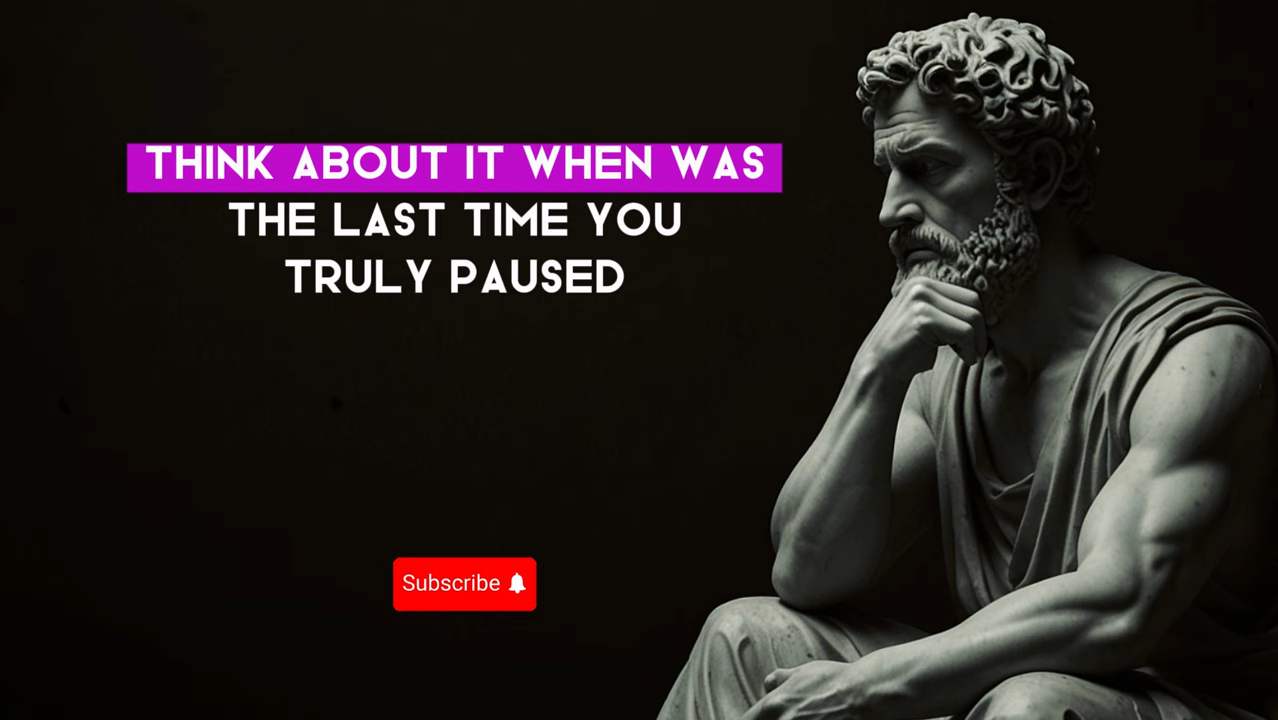 THINK ABOUT IT WHEN WAS
THE LAST TIME YOU
TRULY PAUSED
Subscribe